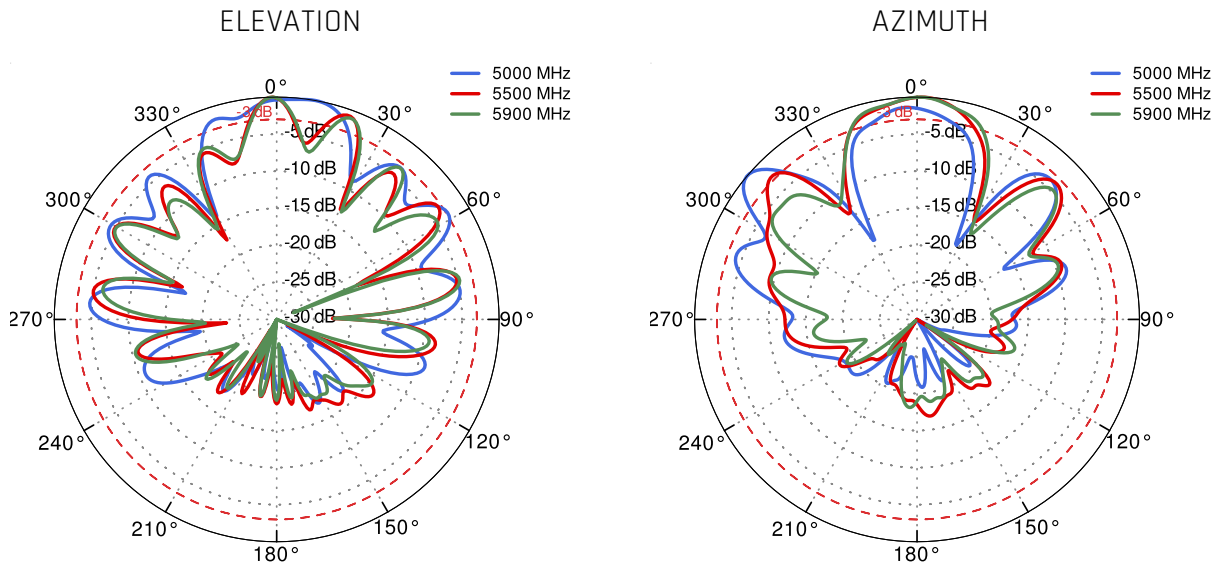 ELEVATION
5000 MHz
5500 MHz
5900 MHz
0°
30°
60°
90°
120°
150°
180°
210°
240°
270°
300°
330°
-3 dB
-5 dB
-10 dB
-15 dB
-20 dB
-25 dB
-30 dB
AZIMUTH
5000 MHz
5500 MHz
5900 MHz
0°
30°
60°
90°
120°
150°
180°
210°
240°
270°
300°
330°
-3 dB
-5 dB
-10 dB
-15 dB
-20 dB
-25 dB
-30 dB